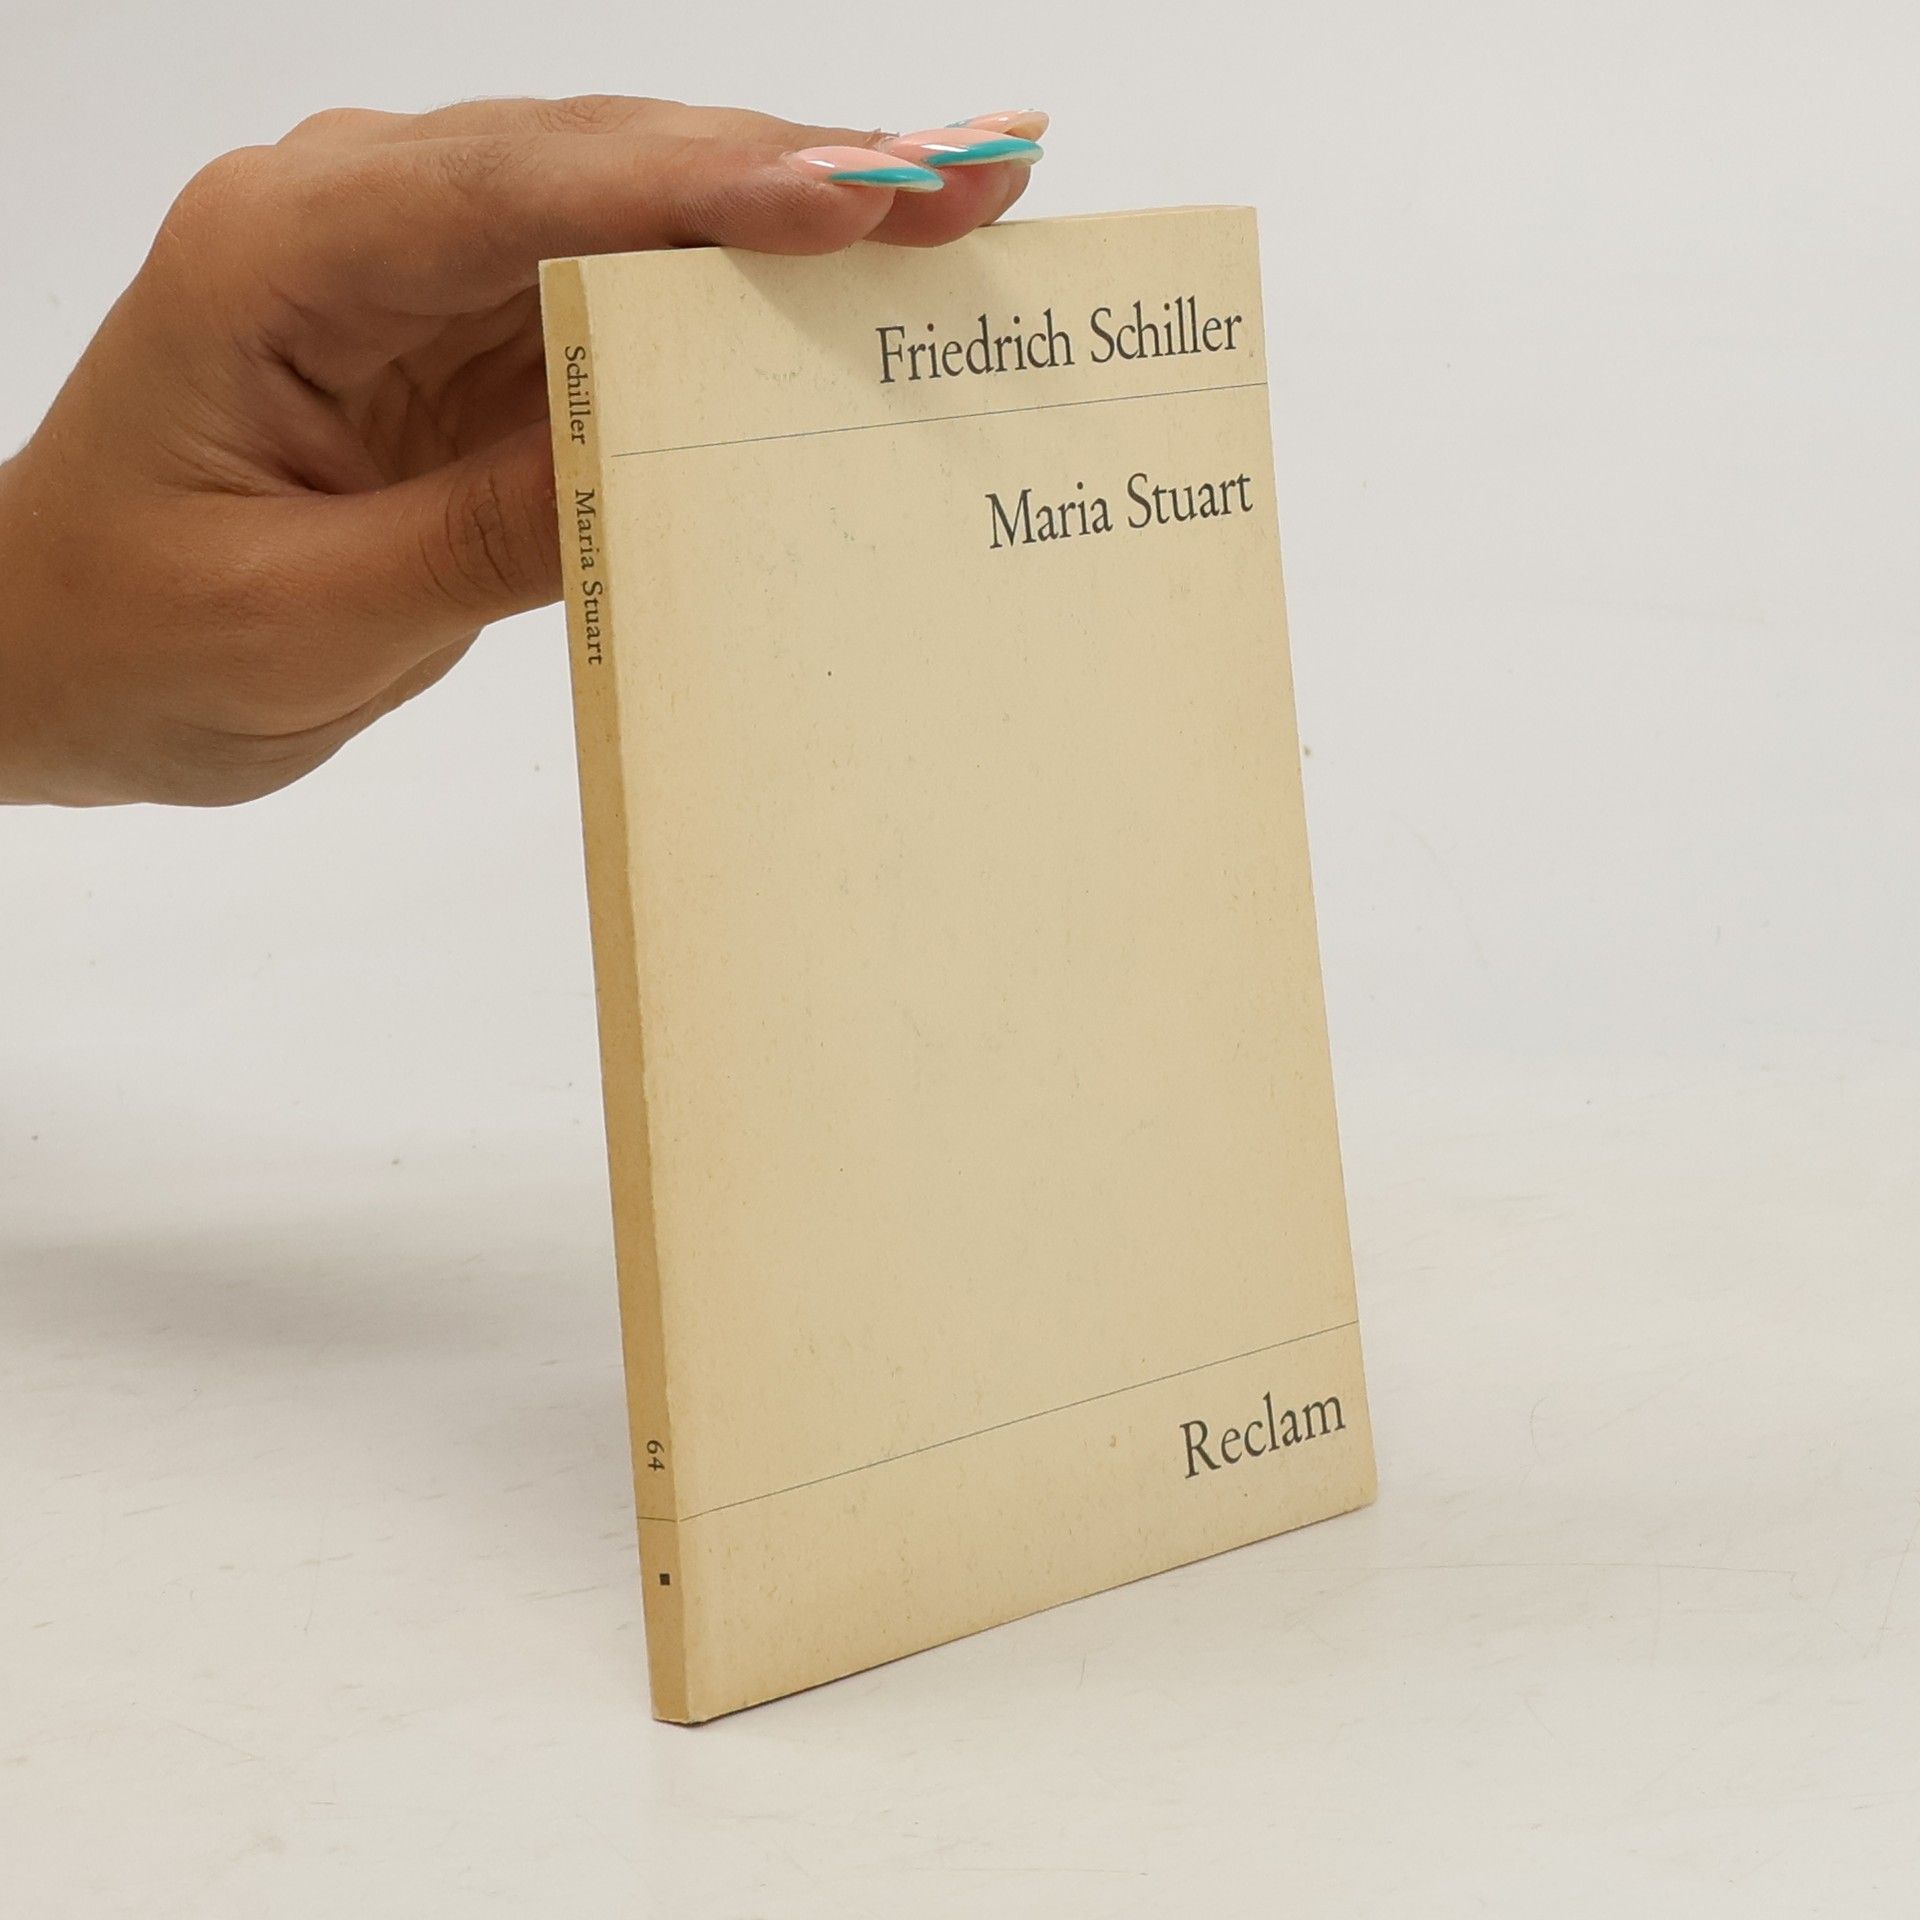 Friedrich Schiller
Maria Stuart
Reclam
Schiller Maria Stuart
64